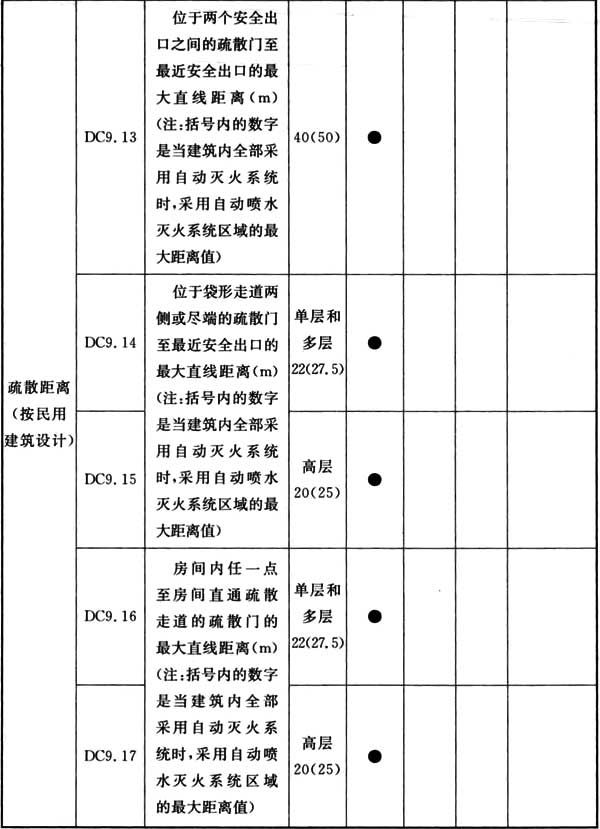 位于两个安全出
口之间的疏散门至
最近安全出口的最
大直线距离(m)
(注:括号内的数字
是当建筑内全部采
用自动灭火系统
时,采用自动喷水
灭火系统区域的最
大距离值)
DC9.13
40(50)
●
疏散距离
(按民用
建筑设计)
位于袋形走道两
侧或尽端的疏散门
至最近安全出口的
最大直线距离(m)
(注:括号内的数字
是当建筑内全部采
用自动灭火系统
时,采用自动喷水
灭火系统区域的最
大距离值)
DC9.14
单层和
多层
22(27.5)
●
DC9.15
高层
20(25)
●
房间内任一点
至房间直通疏散
走道的疏散门的
最大直线距离(m)
(注:括号内的数字
是当建筑内全部
采用自动灭火系
统时,采用自动喷
水灭火系统区域
的最大距离值)
DC9.16
单层和
多层
22(27.5)
●
DC9.17
高层
20(25)
●